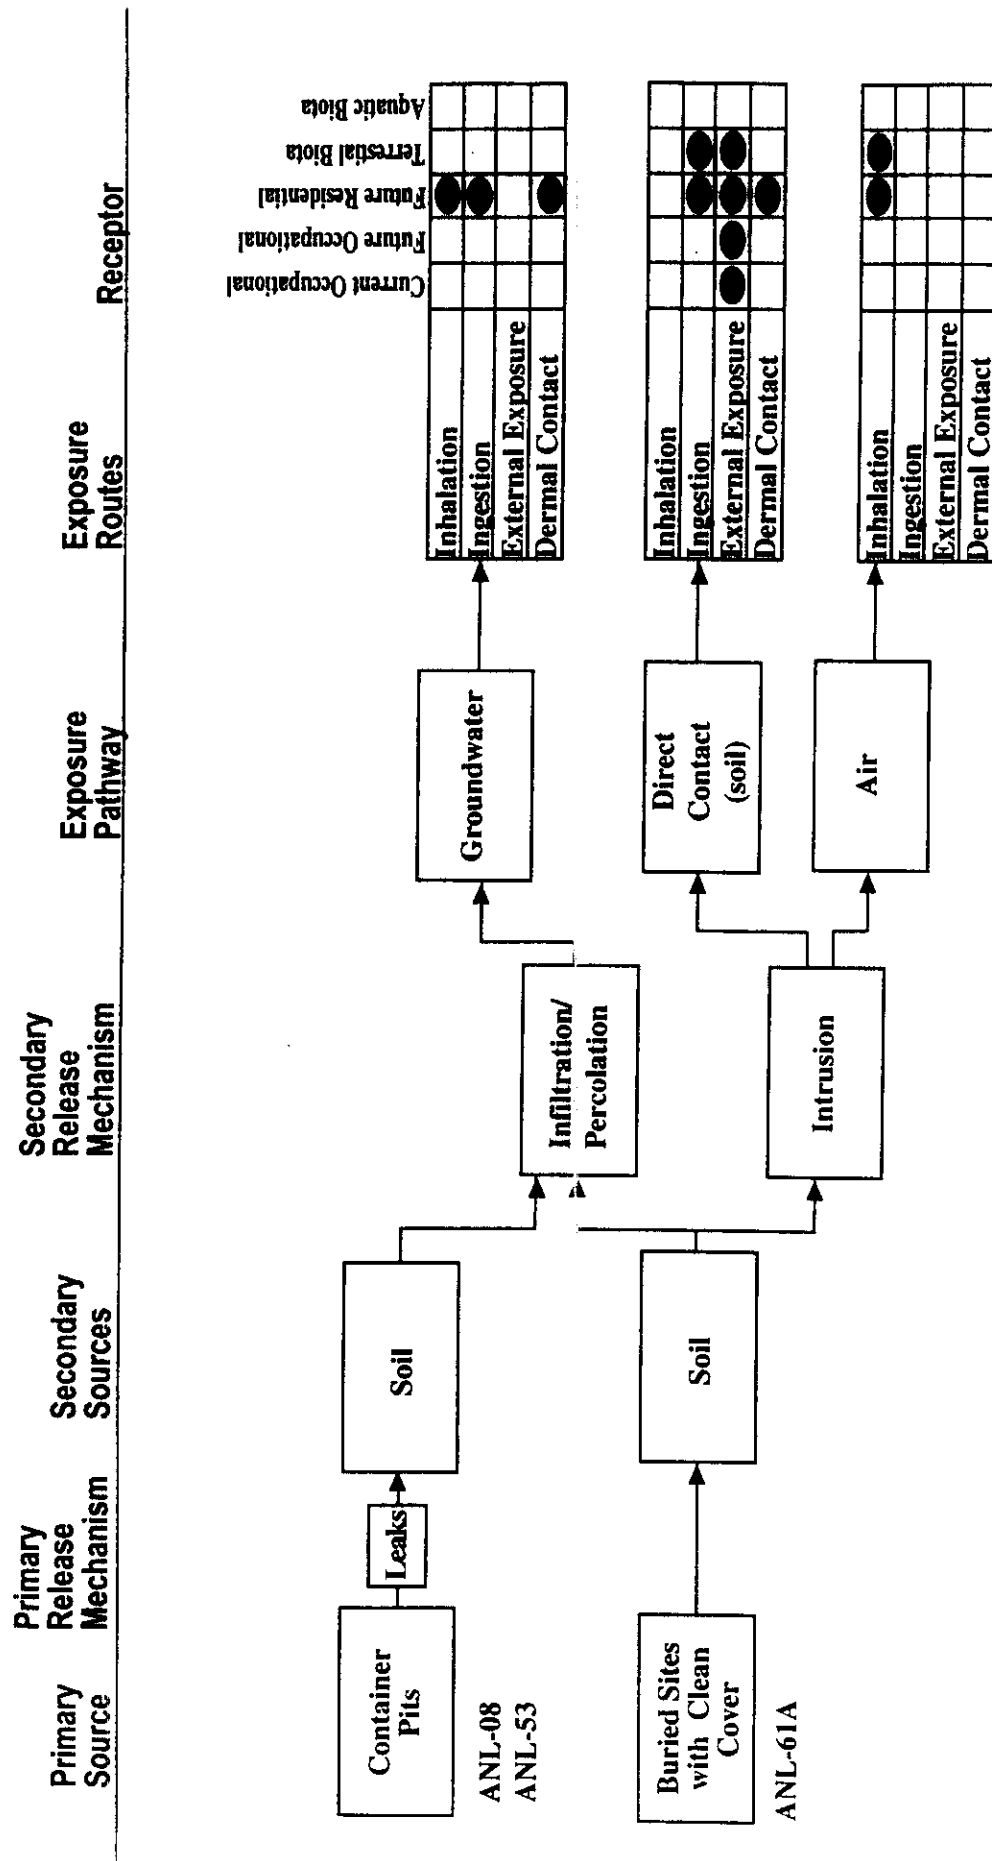 Primary
Source
Primary
Release
Mechanism
Secondary
Sources
Secondary
Release
Mechanism
Exposure
Pathway
Exposure
Routes
Receptor
Current Occupational
Future Occupational
Future Residential
Terrestial Biota
Aquatic Biota
Container
Pits
ANL-08
ANL-53
Leaks
Soil
Infiltration/
Percolation
Groundwater
Inhalation
Ingestion
External Exposure
Dermal Contact
Buried Sites
with Clean
Cover
ANL-61A
Soil
Intrusion
Direct
Contact
(soil)
Inhalation
Ingestion
External Exposure
Dermal Contact
Air
Inhalation
Ingestion
External Exposure
Dermal Contact